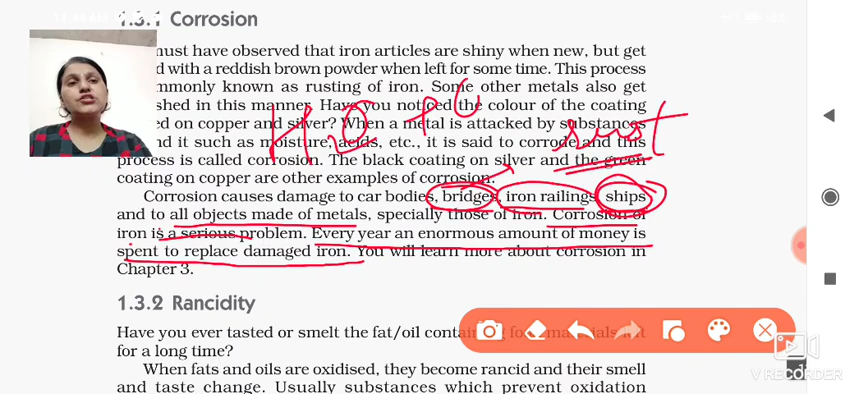 1.3.1 Corrosion
must have observed that iron articles are shiny when new, but get
d with a reddish brown powder when left for some time. This process
ommonly known as rusting of iron. Some other metals also get
shed in this manner. Have you noticed the colour of the coating
ed on copper and silver? When a metal is attacked by substances
nd it such as moisture, acids, etc., it is said to corrode and this
process is called corrosion. The black coating on silver and the green
coating on copper are other examples of corrosion.
Corrosion causes damage to car bodies, bridges, iron railings, ships
and to all objects made of metals, specially those of iron. Corrosion of
iron is a serious problem. Every year an enormous amount of money is
spent to replace damaged iron. You will learn more about corrosion in
Chapter 3.
1.3.2 Rancidity
Have you ever tasted or smelt the fat/oil
for a long time?
When fats and oils are oxidised, they become rancid and their smell
and taste change. Usually substances which prevent oxidation
V RECORDER